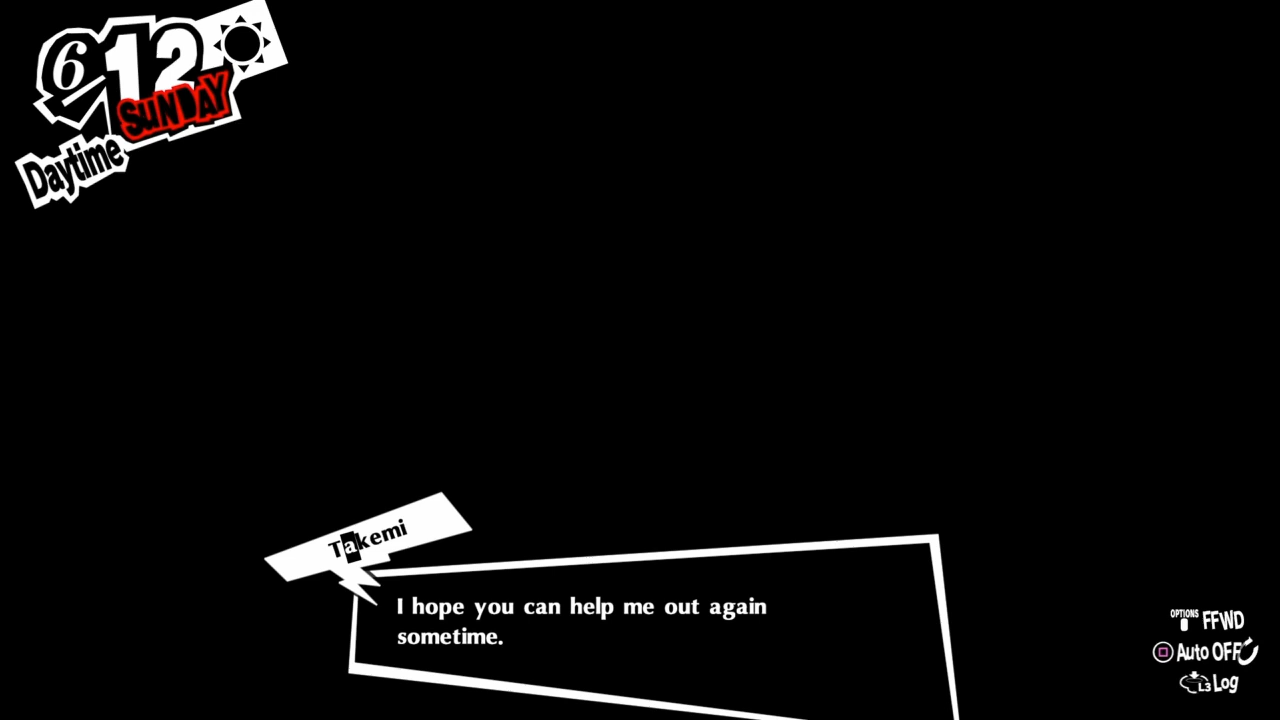 6 12
SUNDAY
Daytime
Takemi
I hope you can help me out again
sometime.
OPTIONS FFWD
Auto OFF
L3 Log